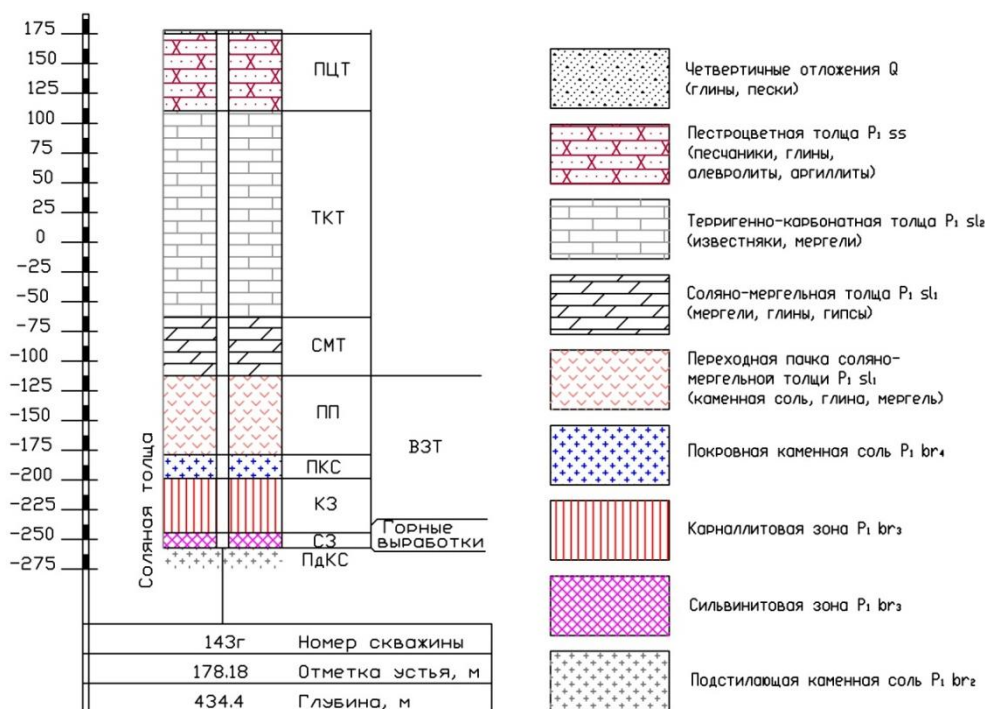 175
150
125
100
75
50
25
0
-25
-50
-75
-100
-125
-150
-175
-200
-225
-250
-275
Соляная толща
ПЦТ
ТКТ
СМТ
ПП
ПКС
КЗ
СЗ
ПдКС
ВЗТ
Горные
выработки
143г Номер скважины
178.18 Отметка устья, м
434.4 Глубина, м
Четвертичные отложения Q
(глины, пески)
Пестроцветная толща P₁ ss
(песчаники, глины,
алевролиты, аргиллиты)
Терригенно-карбонатная толща P₁ sl₂
(известняки, мергели)
Соляно-мергельная толща P₁ sl₁
(мергели, глины, гипсы)
Переходная пачка соляно-
мергельной толщи P₁ sl₁
(каменная соль, глина, мергель)
Покровная каменная соль P₁ br₄
Карналлитовая зона P₁ br₃
Сильвинитовая зона P₁ br₃
Подстилающая каменная соль P₁ br₂